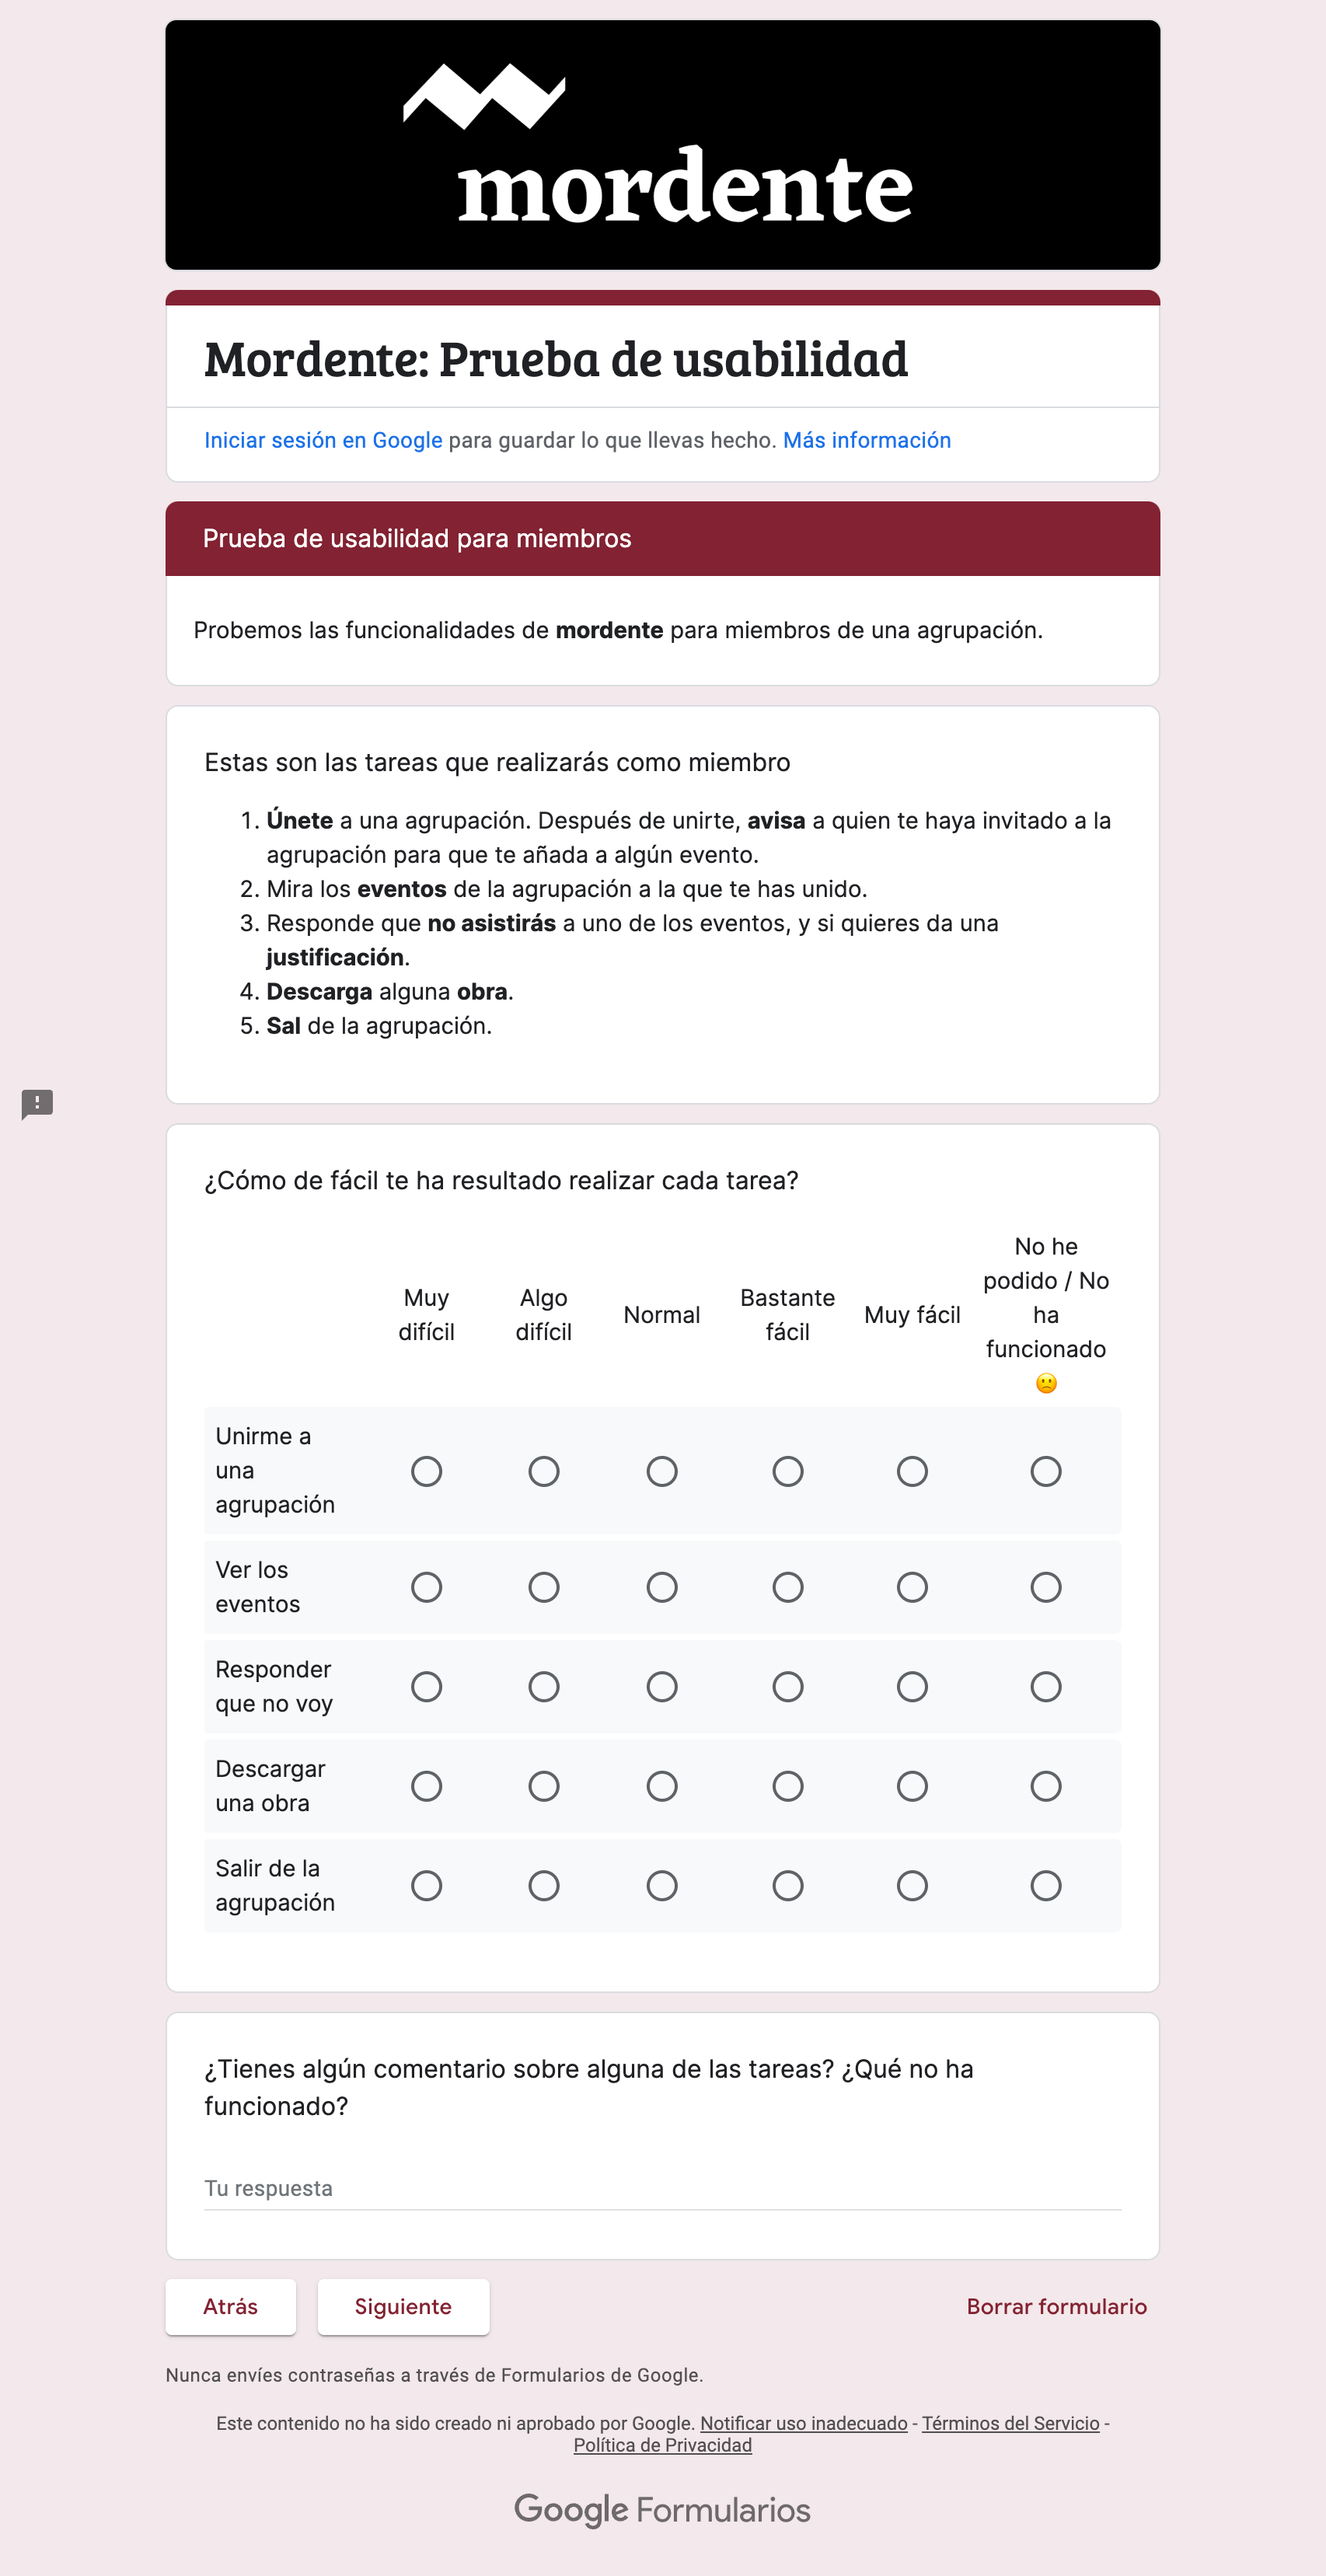 mordente
Mordente: Prueba de usabilidad
Iniciar sesión en Google para guardar lo que llevas hecho. Más información
Prueba de usabilidad para miembros
Probemos las funcionalidades de mordente para miembros de una agrupación.
Estas son las tareas que realizarás como miembro
1. Únete a una agrupación. Después de unirte, avisa a quien te haya invitado a la
agrupación para que te añada a algún evento.
2. Mira los eventos de la agrupación a la que te has unido.
3. Responde que no asistirás a uno de los eventos, y si quieres da una
justificación.
4. Descarga alguna obra.
5. Sal de la agrupación.
¿Cómo de fácil te ha resultado realizar cada tarea?
Muy
difícil
Algo
difícil
Normal
Bastante
fácil
Muy fácil
No he
podido / No
ha
funcionado
🙁
Unirme a
una
agrupación
Ver los
eventos
Responder
que no voy
Descargar
una obra
Salir de la
agrupación
¿Tienes algún comentario sobre alguna de las tareas? ¿Qué no ha
funcionado?
Tu respuesta
Atrás
Siguiente
Borrar formulario
Nunca envíes contraseñas a través de Formularios de Google.
Este contenido no ha sido creado ni aprobado por Google. Notificar uso inadecuado - Términos del Servicio -
Política de Privacidad
Google Formularios